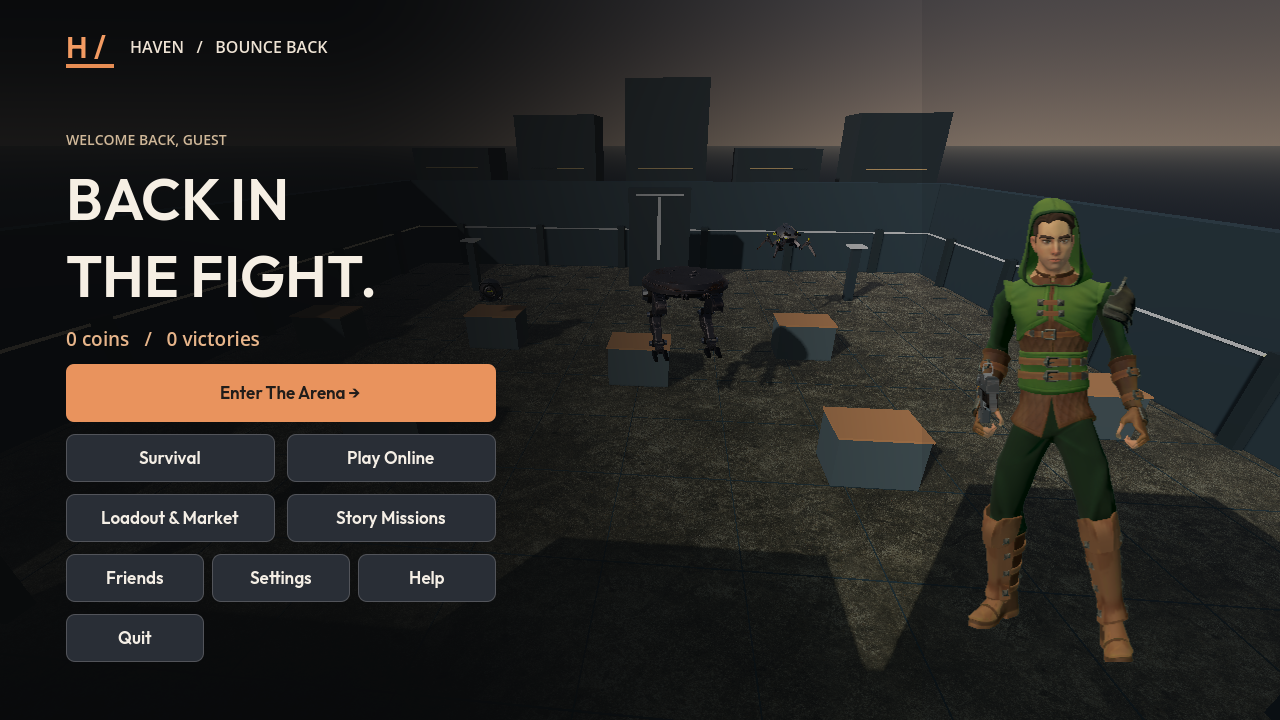 H /
HAVEN / BOUNCE BACK
WELCOME BACK, GUEST
BACK IN
THE FIGHT.
0 coins / 0 victories
Enter The Arena →
Survival
Play Online
Loadout & Market
Story Missions
Friends
Settings
Help
Quit